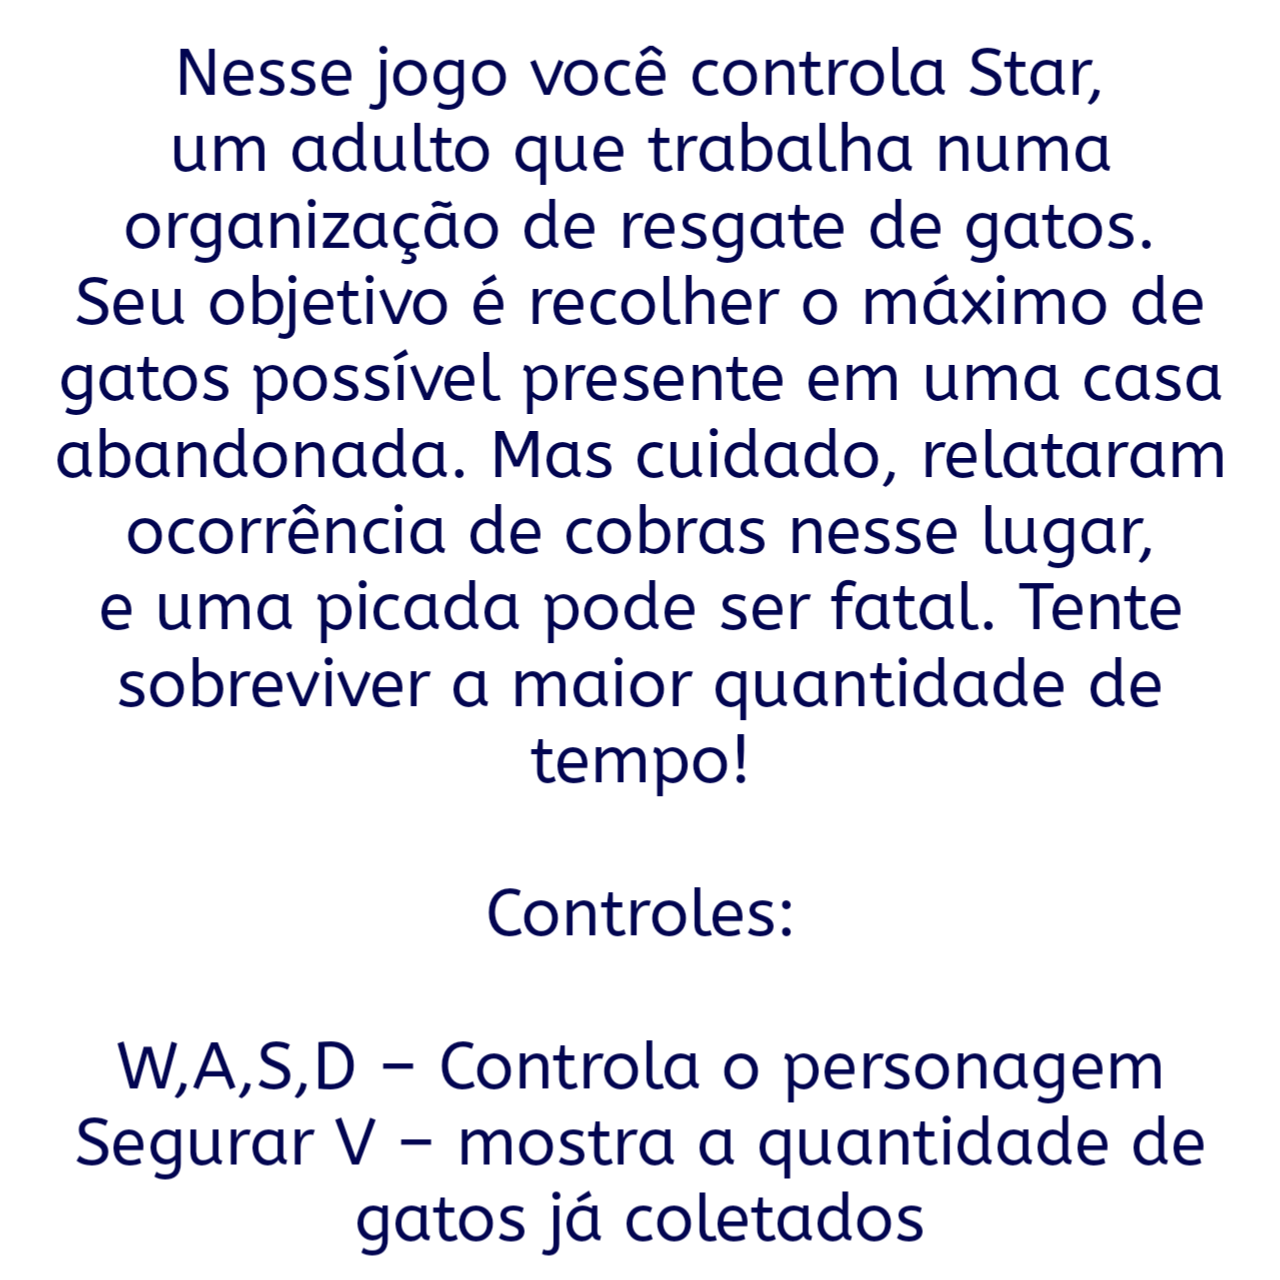 Nesse jogo você controla Star,
um adulto que trabalha numa
organização de resgate de gatos.
Seu objetivo é recolher o máximo de
gatos possível presente em uma casa
abandonada. Mas cuidado, relataram
ocorrência de cobras nesse lugar,
e uma picada pode ser fatal. Tente
sobreviver a maior quantidade de
tempo!
Controles:
W,A,S,D – Controla o personagem
Segurar V – mostra a quantidade de
gatos já coletados